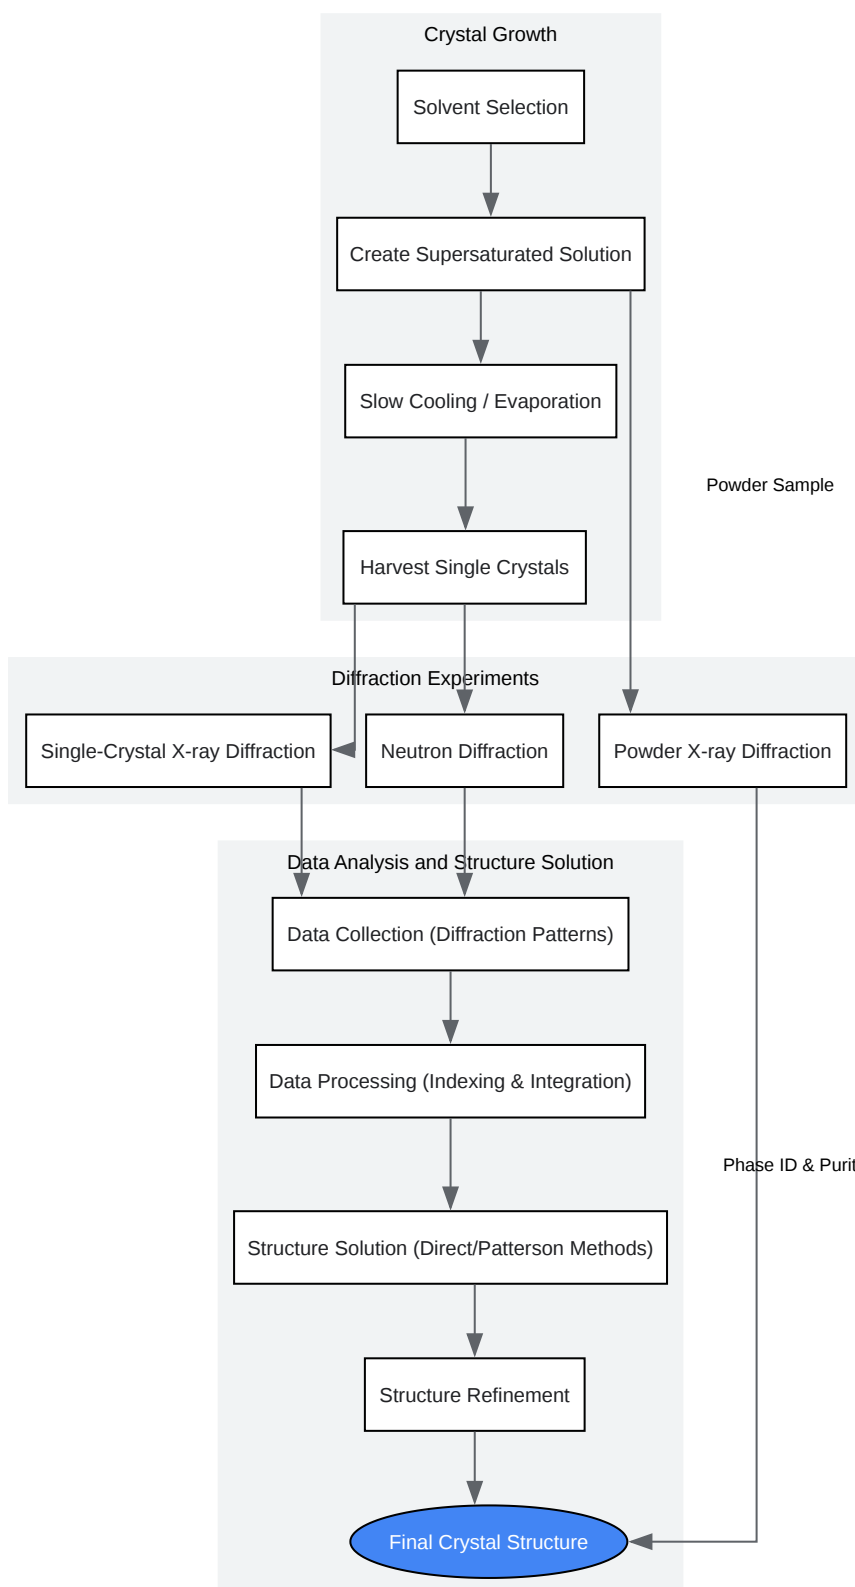 Crystal Growth
Solvent Selection
Create Supersaturated Solution
Slow Cooling / Evaporation
Powder Sample
Harvest Single Crystals
Diffraction Experiments
Single-Crystal X-ray Diffraction
Neutron Diffraction
Powder X-ray Diffraction
Data Analysis and Structure Solution
Data Collection (Diffraction Patterns)
Data Processing (Indexing & Integration)
Phase ID & Purit
Structure Solution (Direct/Patterson Methods)
Structure Refinement
Final Crystal Structure